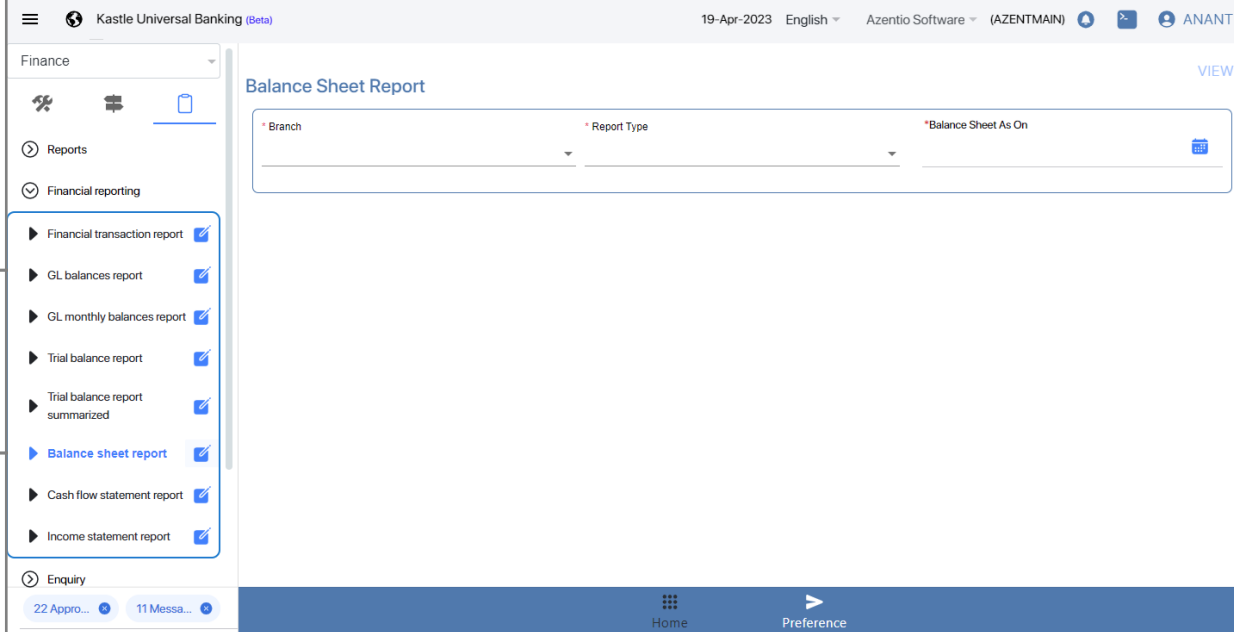 Kastle Universal Banking (Beta)
19-Apr-2023 English Azentio Software (AZENTMAIN) ANANT
Finance
VIEW
Balance Sheet Report
* Branch
* Report Type
*Balance Sheet As On
Reports
Financial reporting
Financial transaction report
GL balances report
GL monthly balances report
Trial balance report
Trial balance report
summarized
Balance sheet report
Cash flow statement report
Income statement report
Enquiry
22 Appro... 11 Messa...
Home
Preference